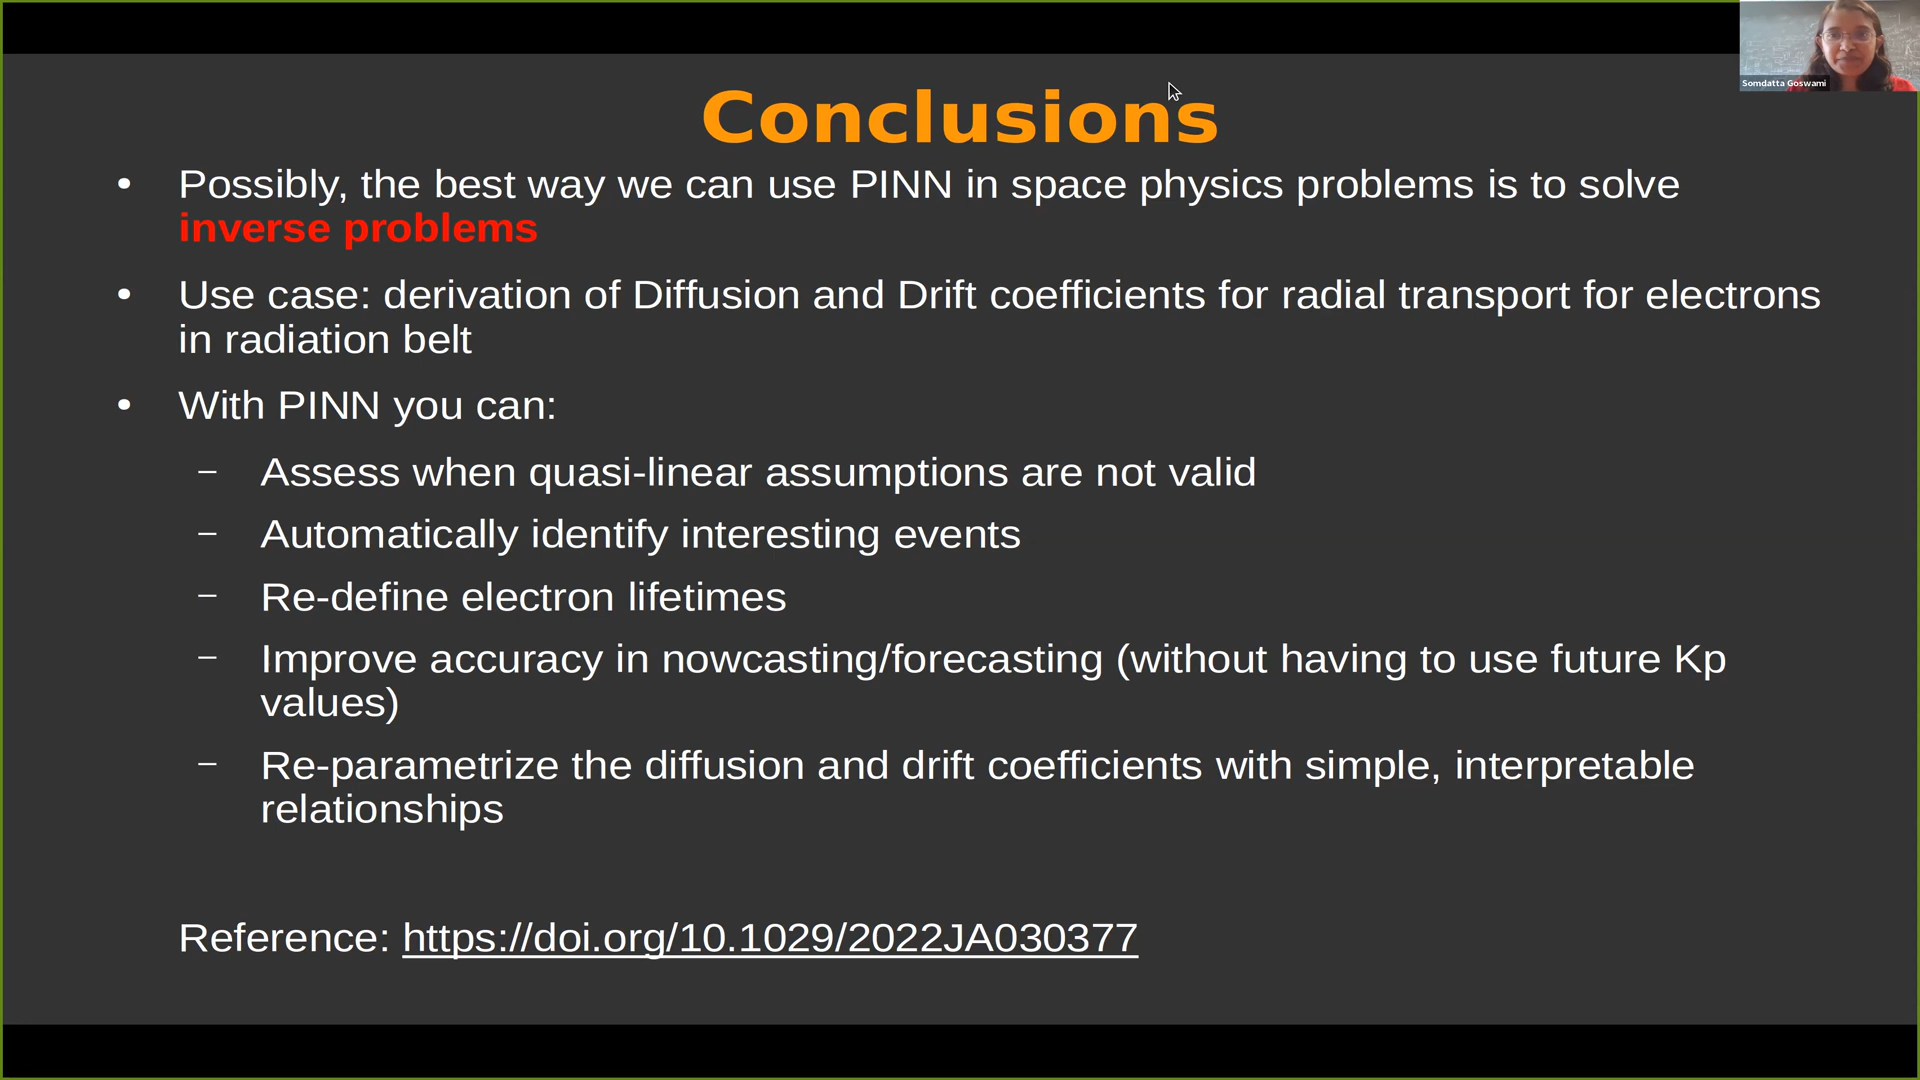 Somdatta Goswami
Conclusions
• Possibly, the best way we can use PINN in space physics problems is to solve
inverse problems
• Use case: derivation of Diffusion and Drift coefficients for radial transport for electrons
in radiation belt
• With PINN you can:
– Assess when quasi-linear assumptions are not valid
– Automatically identify interesting events
– Re-define electron lifetimes
– Improve accuracy in nowcasting/forecasting (without having to use future Kp
values)
– Re-parametrize the diffusion and drift coefficients with simple, interpretable
relationships
Reference: https://doi.org/10.1029/2022JA030377